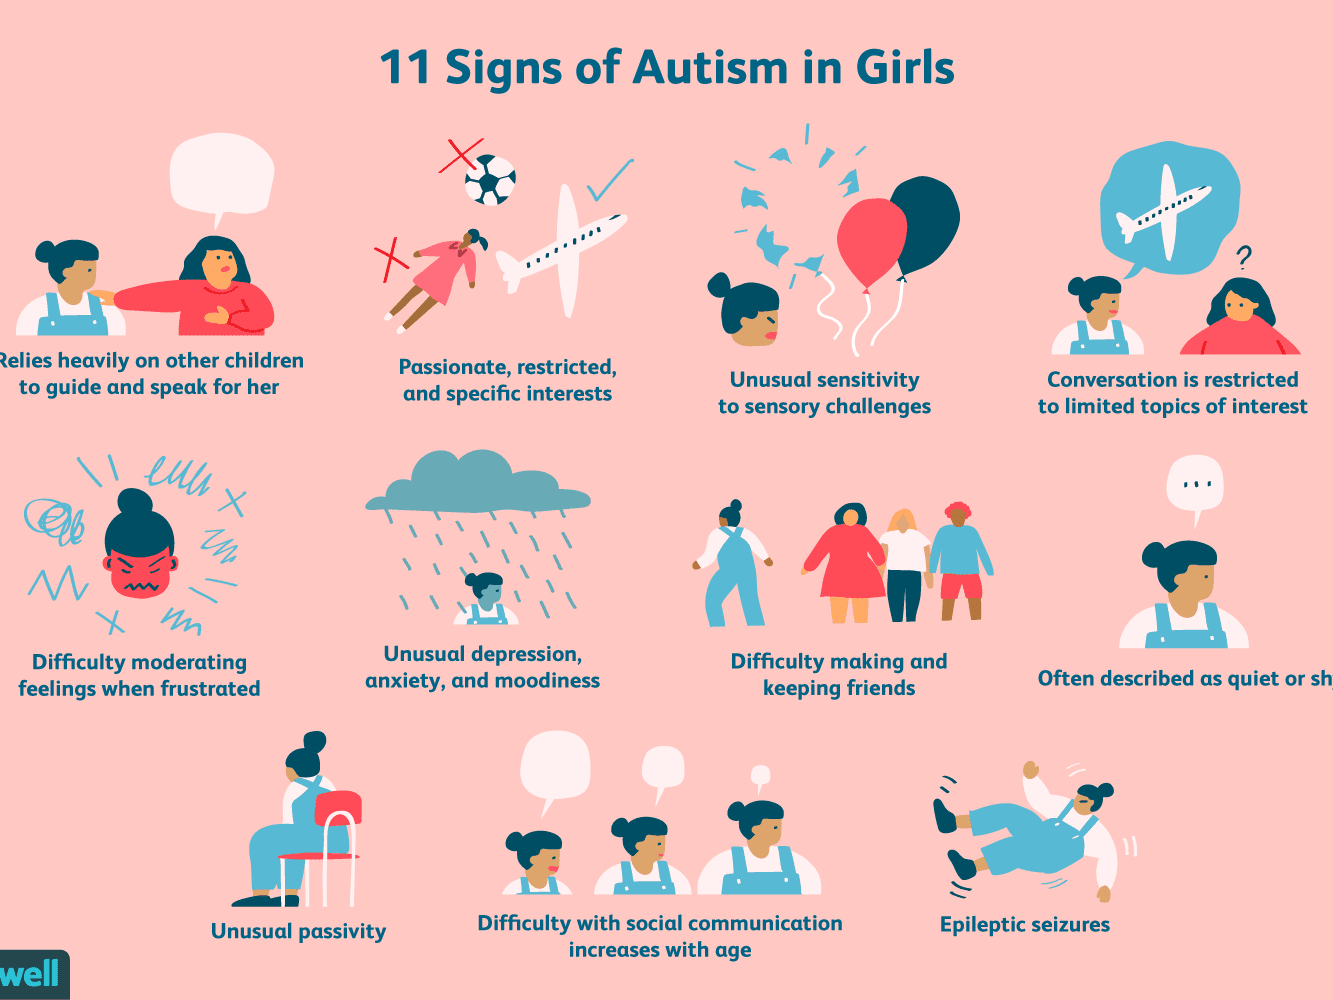 11 Signs of Autism in Girls
Relies heavily on other children
to guide and speak for her
Passionate, restricted,
and specific interests
Unusual sensitivity
to sensory challenges
?
Conversation is restricted
to limited topics of interest
Difficulty moderating
feelings when frustrated
Unusual depression,
anxiety, and moodiness
Difficulty making and
keeping friends
...
Often described as quiet or sh
Unusual passivity
Difficulty with social communication
increases with age
Epileptic seizures
well